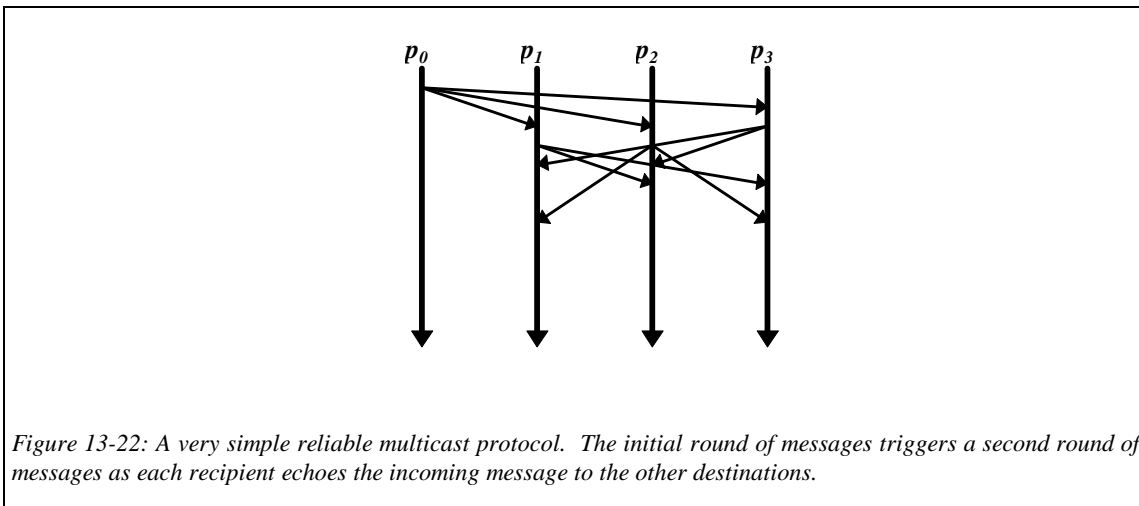 p0 p1 p2 p3
Figure 13-22: A very simple reliable multicast protocol. The initial round of messages triggers a second round of
messages as each recipient echoes the incoming message to the other destinations.